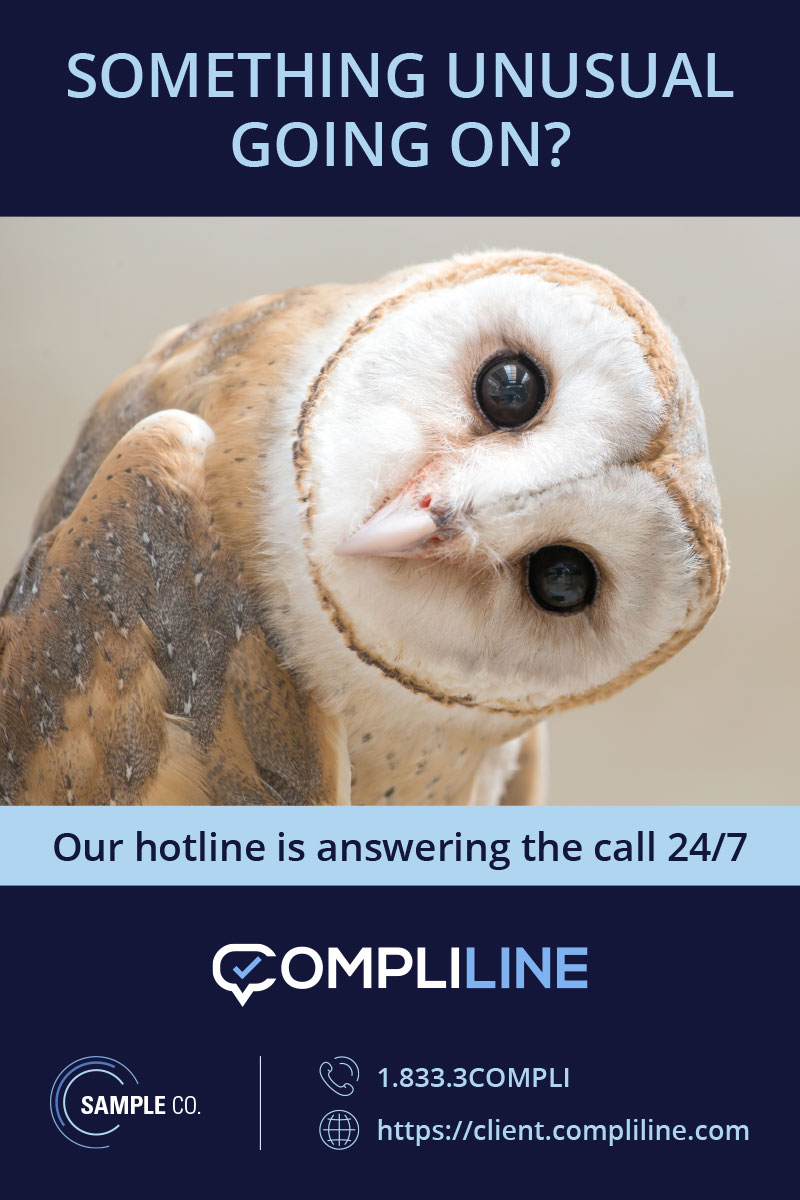 SOMETHING UNUSUAL
GOING ON?
Our hotline is answering the call 24/7
COMPLILINE
SAMPLE CO.
1.833.3COMPLI
https://client.compliline.com